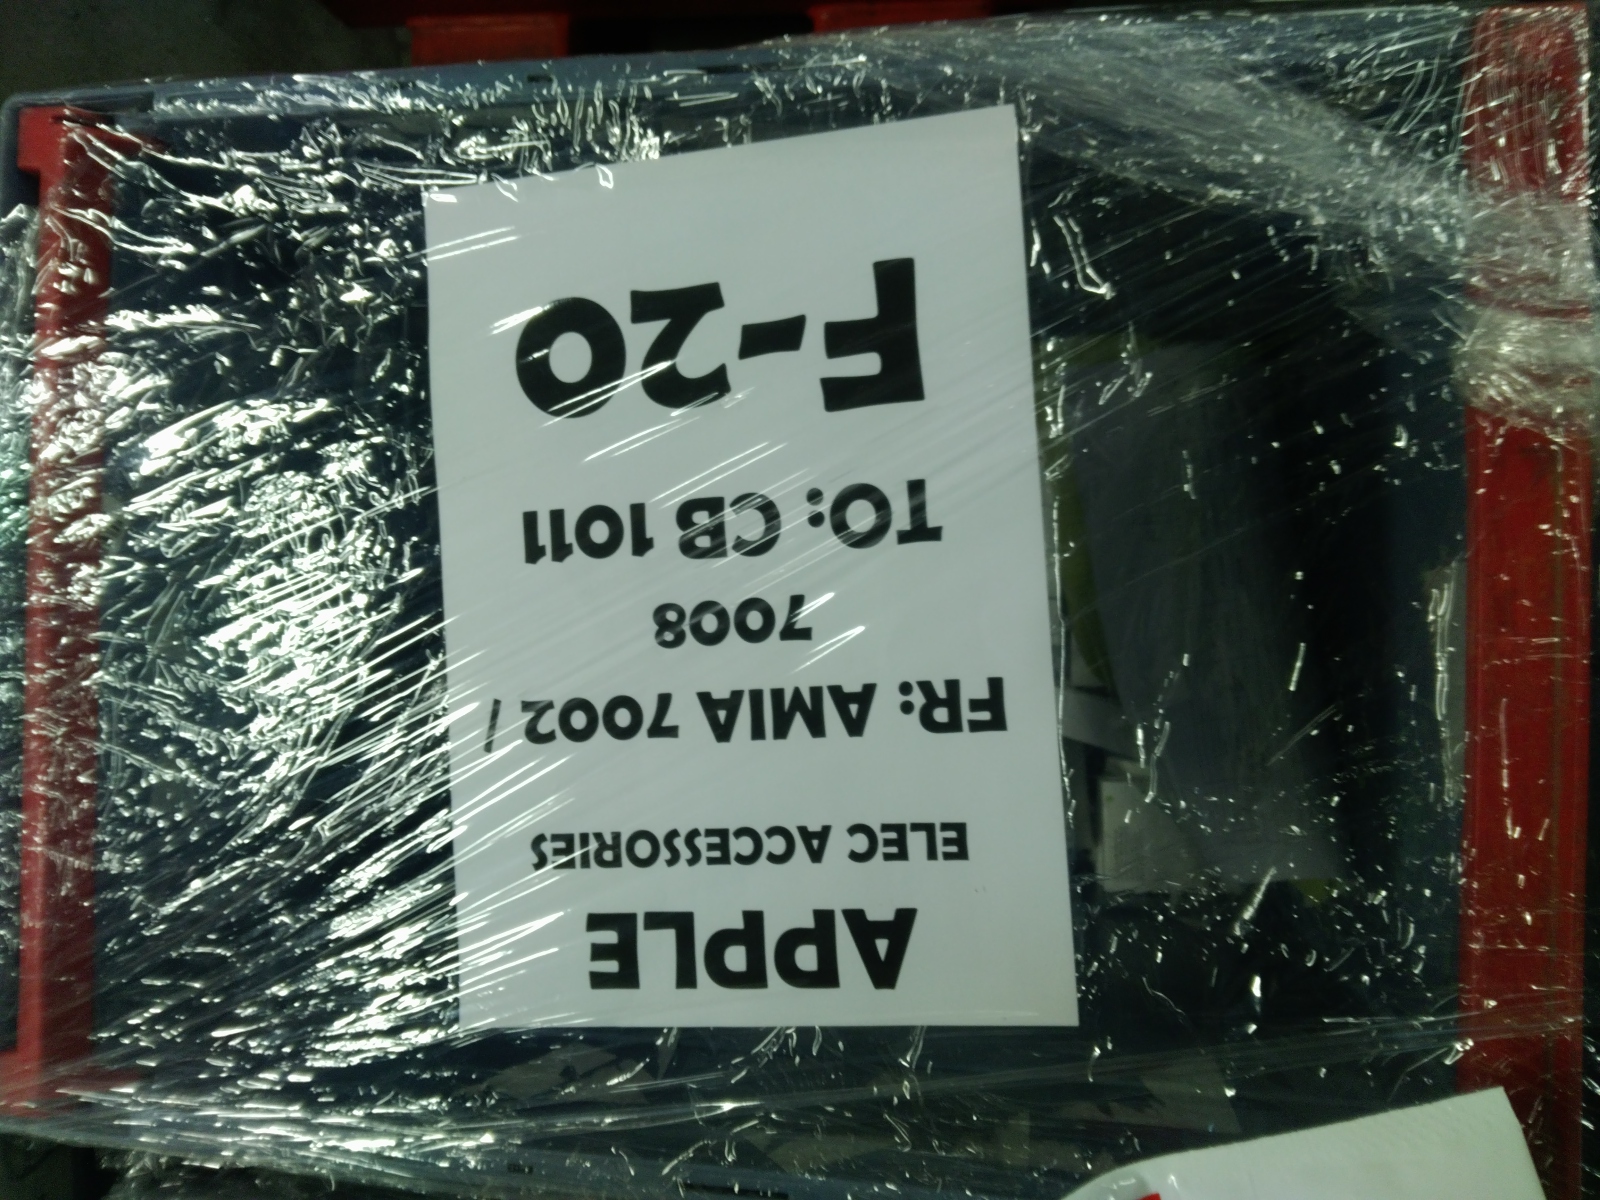 APPLE
ELEC ACCESSORIES
FR: AMIA 7002 /
7008
TO: CB 1011
F-20